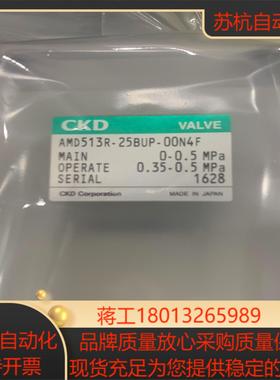 苏杭自动化
CKD VALVE
AMD513R-25BUP-00N4F
MAIN 0-0.5 MPa
OPERATE 0.35-0.5 MPa
SERIAL 1628
CKD Corporation MADE IN JAPAN
蒋工18013265989
自动化 品牌质量放心采购质量保
开票 现货充足为您提供稳定的